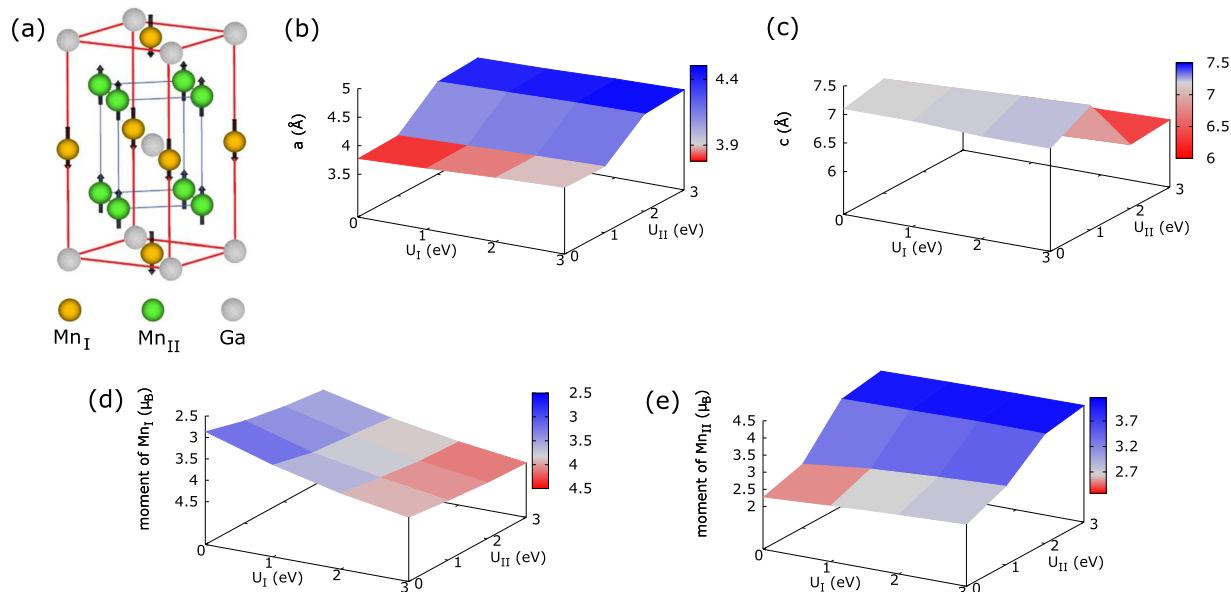 (a)
Mn_I Mn_II Ga
(b)
a (Å)
5
4.5
4
3.5
0 1 2 3
U_I (eV)
0 1 2 3
U_II (eV)
4.4
3.9
(c)
c (Å)
7.5
7
6.5
6
0 1 2 3
U_I (eV)
0 1 2 3
U_II (eV)
7.5
7
6.5
6
(d)
moment of Mn_I (μ_B)
2.5
3
3.5
4
4.5
0 1 2 3
U_I (eV)
0 1 2 3
U_II (eV)
2.5
3.5
4
4.5
(e)
moment of Mn_II (μ_B)
4.5
4
3.5
3
2.5
2
0 1 2 3
U_I (eV)
0 1 2 3
U_II (eV)
3.7
3.2
2.7